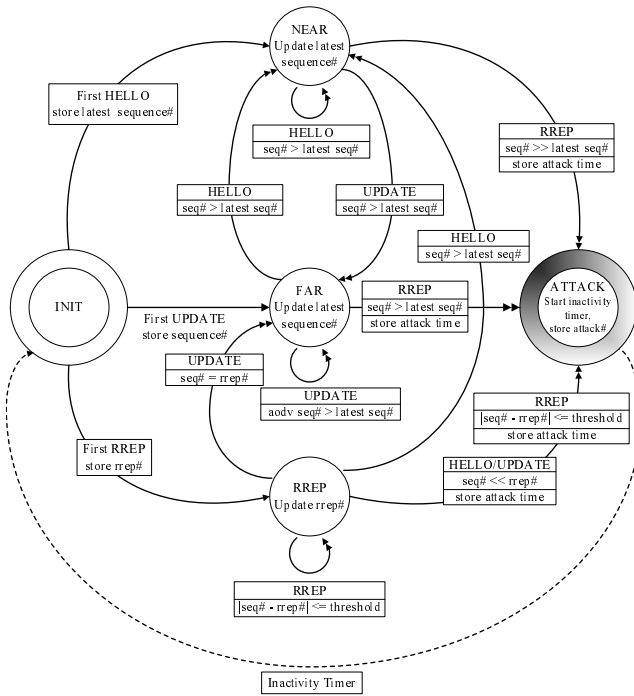 NEAR
Update latest
sequence#
First HELLO
store latest sequence#
HELLO
seq# > latest seq#
RREP
seq# >> latest seq#
store attack time
HELLO
seq# > latest seq#
UPDATE
seq# > latest seq#
HELLO
seq# > latest seq#
INIT
FAR
Update latest
sequence#
RREP
seq# > latest seq#
store attack time
ATTACK
Start inactivity
timer,
store attack#
First UPDATE
store sequence#
UPDATE
seq# = rrep#
UPDATE
aodv seq# > latest seq#
RREP
|seq# - rrep#| <= threshold
store attack time
First RREP
store rrep#
HELLO/UPDATE
seq# << rrep#
store attack time
RREP
Update rrep#
RREP
|seq# - rrep#| <= threshold
Inactivity Timer